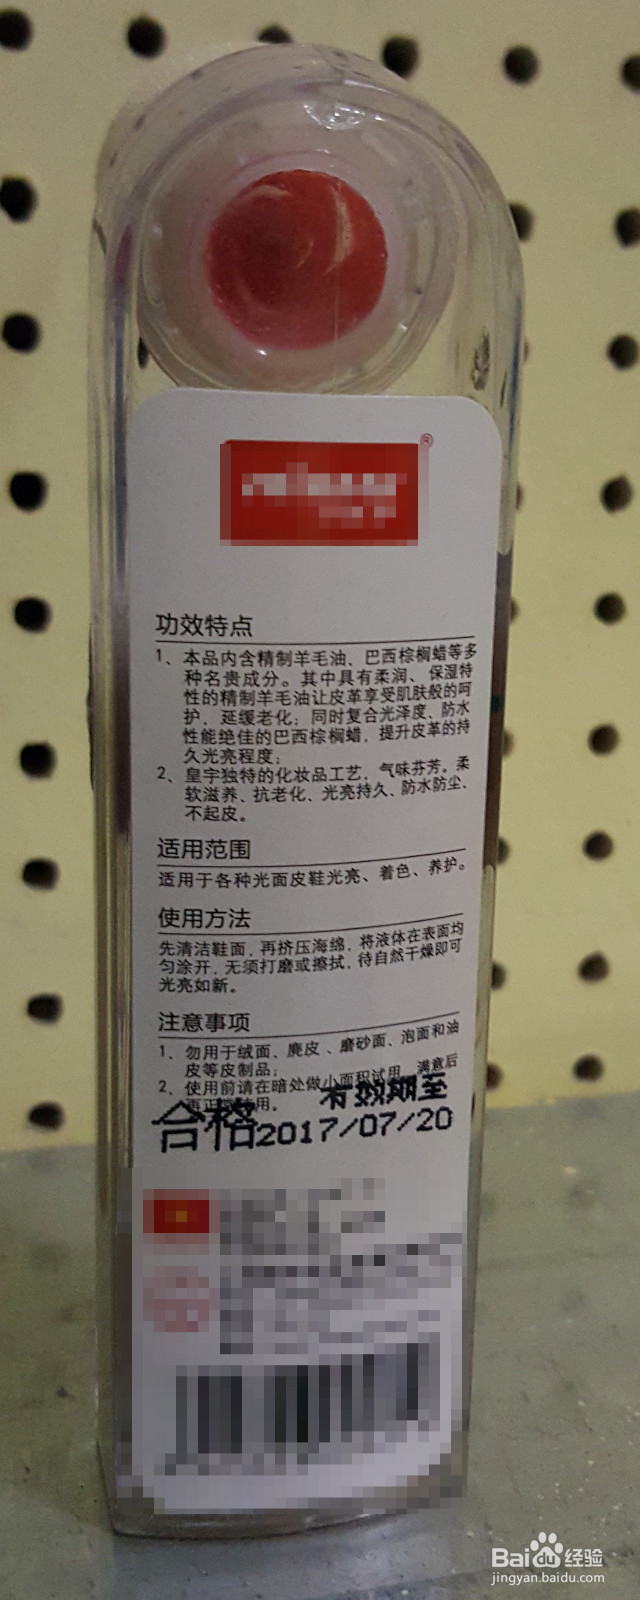 ®
功效特点
1、本品内含精制羊毛油、巴西棕榈蜡等多
种名贵成分。其中具有柔润、保湿特
性的精制羊毛油让皮革享受肌肤般的呵
护，延缓老化；同时复合光泽度、防水
性能绝佳的巴西棕榈蜡，提升皮革的持
久光亮程度；
2、皇宇独特的化妆品工艺，气味芬芳。柔
软滋养、抗老化、光亮持久、防水防尘、
不起皮。
适用范围
适用于各种光面皮鞋光亮、着色、养护。
使用方法
先清洁鞋面，再挤压海绵，将液体在表面均
匀涂开，无须打磨或擦拭，待自然干燥即可
光亮如新。
注意事项
1、勿用于绒面、麂皮、磨砂面、泡面和油
皮等皮制品；
2、使用前请在暗处做小面积试用，满意后
再正常使用。
有效期至
合格2017/07/20
Baidu经验
jingyan.baidu.com